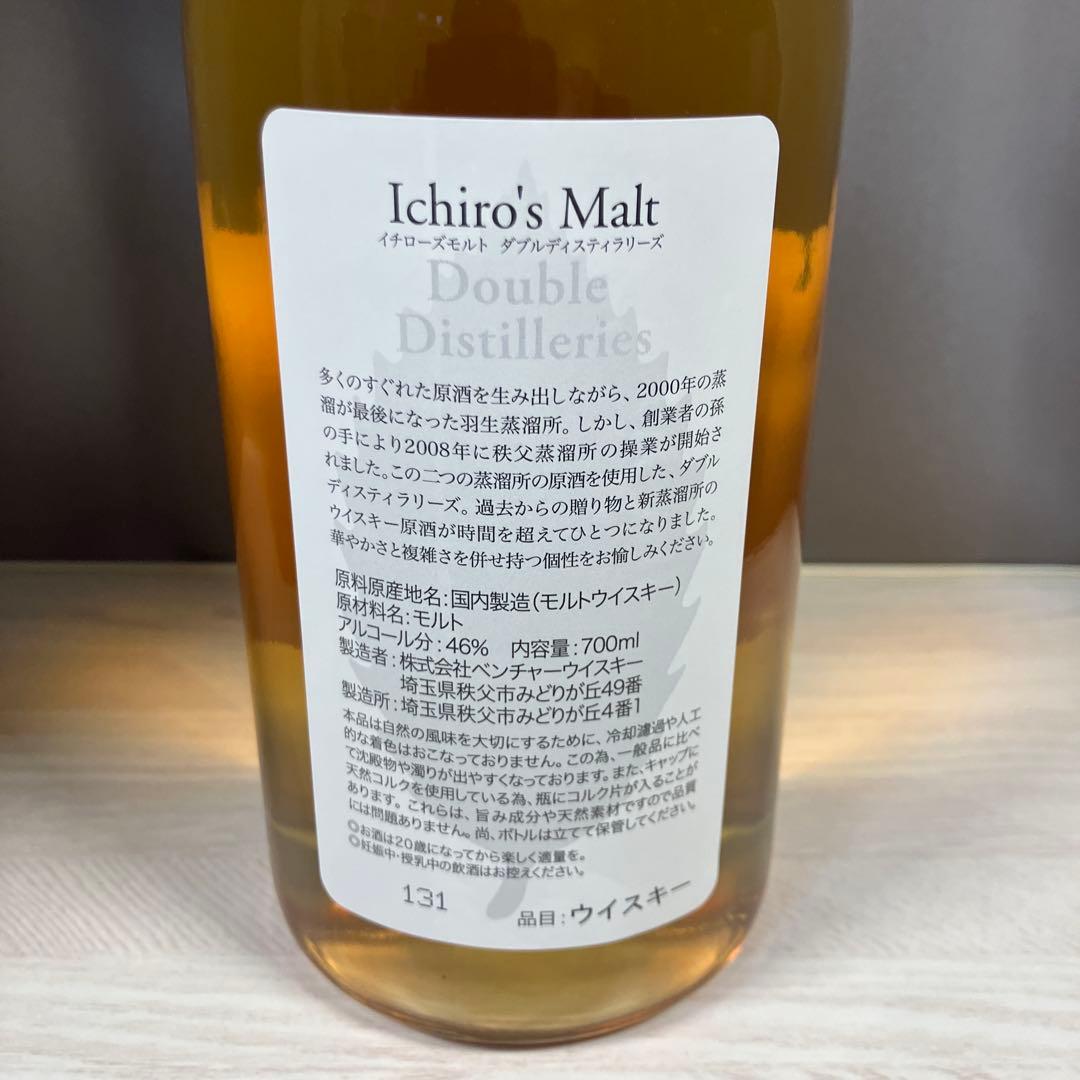 Ichiro's Malt
イチローズモルト ダブルディスティラリーズ
Double
Distilleries
多くのすぐれた原酒を生み出しながら、2000年の蒸
溜が最後になった羽生蒸溜所。しかし、創業者の孫
の手により2008年に秩父蒸溜所の操業が開始さ
れました。この二つの蒸溜所の原酒を使用した、ダブル
ディスティラリーズ。過去からの贈り物と新蒸溜所の
ウイスキー原酒が時間を超えてひとつになりました。
華やかさと複雑さを併せ持つ個性をお愉しみください。
原料原産地名:国内製造(モルトウイスキー)
原材料名:モルト
アルコール分:46% 内容量:700ml
製造者:株式会社ベンチャーウイスキー
埼玉県秩父市みどりが丘49番
製造所:埼玉県秩父市みどりが丘4番1
本品は自然の風味を大切にするために、冷却濾過や人工
的な着色はおこなっておりません。この為、一般品に比べ
て沈殿物や濁りが出やすくなっております。また、キャップに
天然コルクを使用している為、瓶にコルク片が入ることが
あります。これらは、旨み成分や天然素材ですので品質
には問題ありません。尚、ボトルは立てて保管してください。
◎お酒は20歳になってから楽しく適量を。
◎妊娠中・授乳中の飲酒はお控えください。
131
品目:ウイスキー